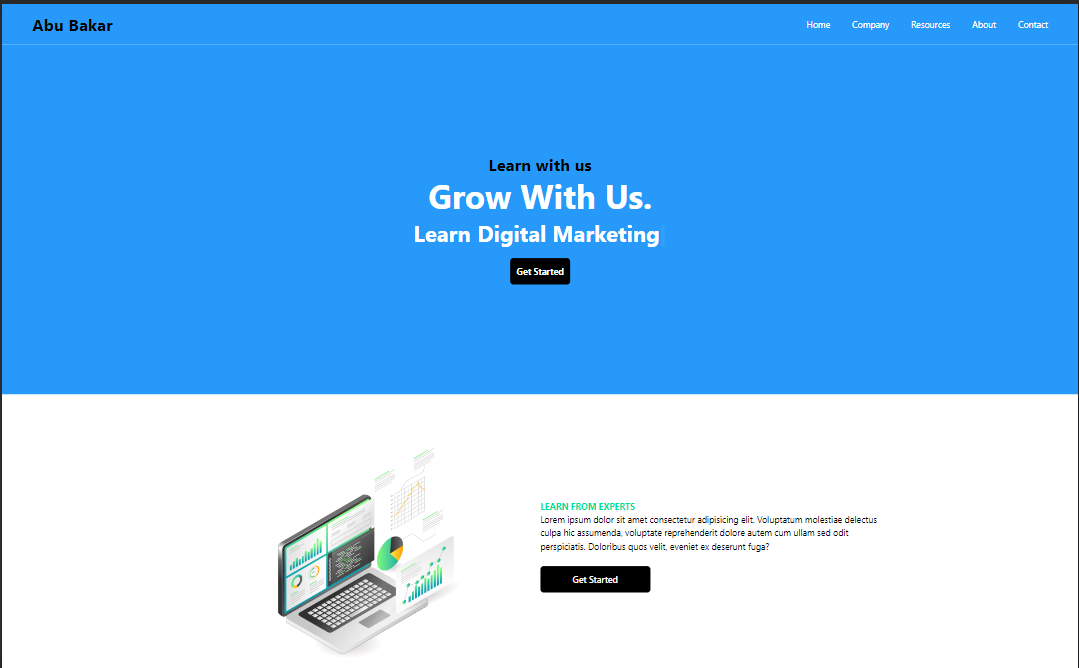 Abu Bakar
Home Company Resources About Contact
Learn with us
Grow With Us.
Learn Digital Marketing
Get Started
LEARN FROM EXPERTS
Lorem ipsum dolor sit amet consectetur adipisicing elit. Voluptatum molestiae delectus
culpa hic assumenda, voluptate reprehenderit dolore autem cum ullam sed odit
perspiciatis. Doloribus quos velit, eveniet ex deserunt fuga?
Get Started